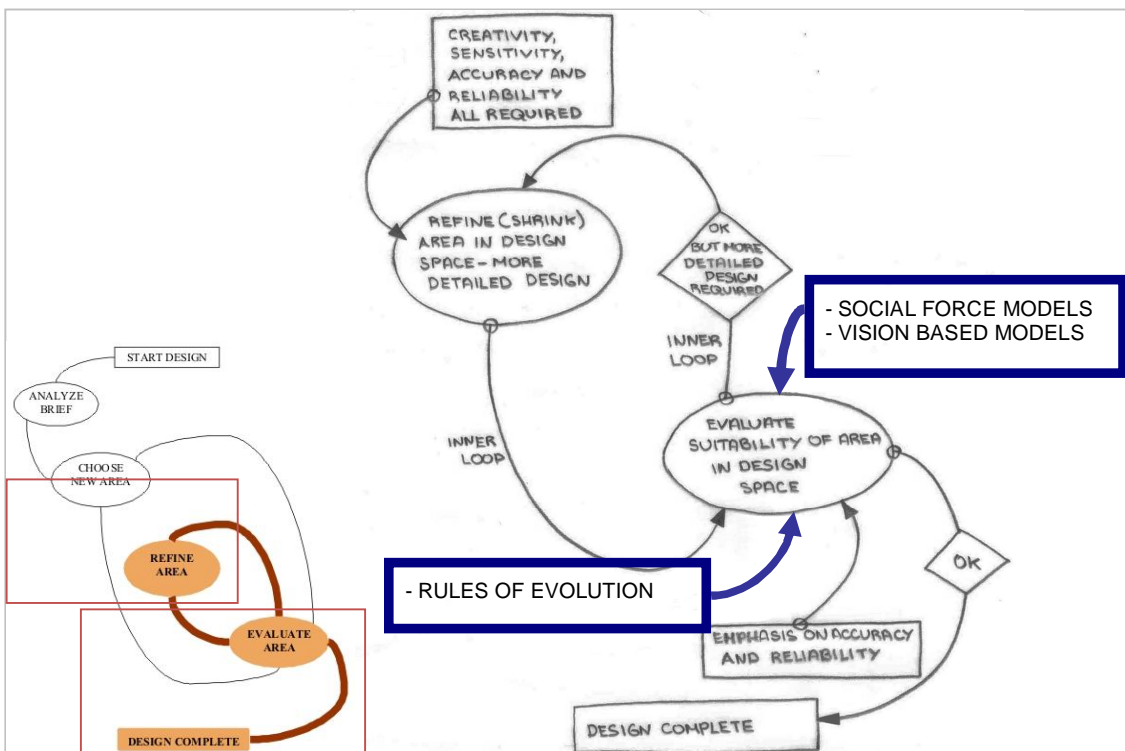 CREATIVITY,
SENSITIVITY,
ACCURACY AND
RELIABILITY
ALL REQUIRED
REFINE (SHRINK)
AREA IN DESIGN
SPACE - MORE
DETAILED DESIGN
OK
BUT MORE
DETAILED
DESIGN
REQUIRED
- SOCIAL FORCE MODELS
- VISION BASED MODELS
INNER
LOOP
INNER
LOOP
EVALUATE
SUITABILITY OF AREA
IN DESIGN
SPACE
- RULES OF EVOLUTION
OK
EMPHASIS ON ACCURACY
AND RELIABILITY
DESIGN COMPLETE
START DESIGN
ANALYZE
BRIEF
CHOOSE
NEW AREA
REFINE
AREA
EVALUATE
AREA
DESIGN COMPLETE